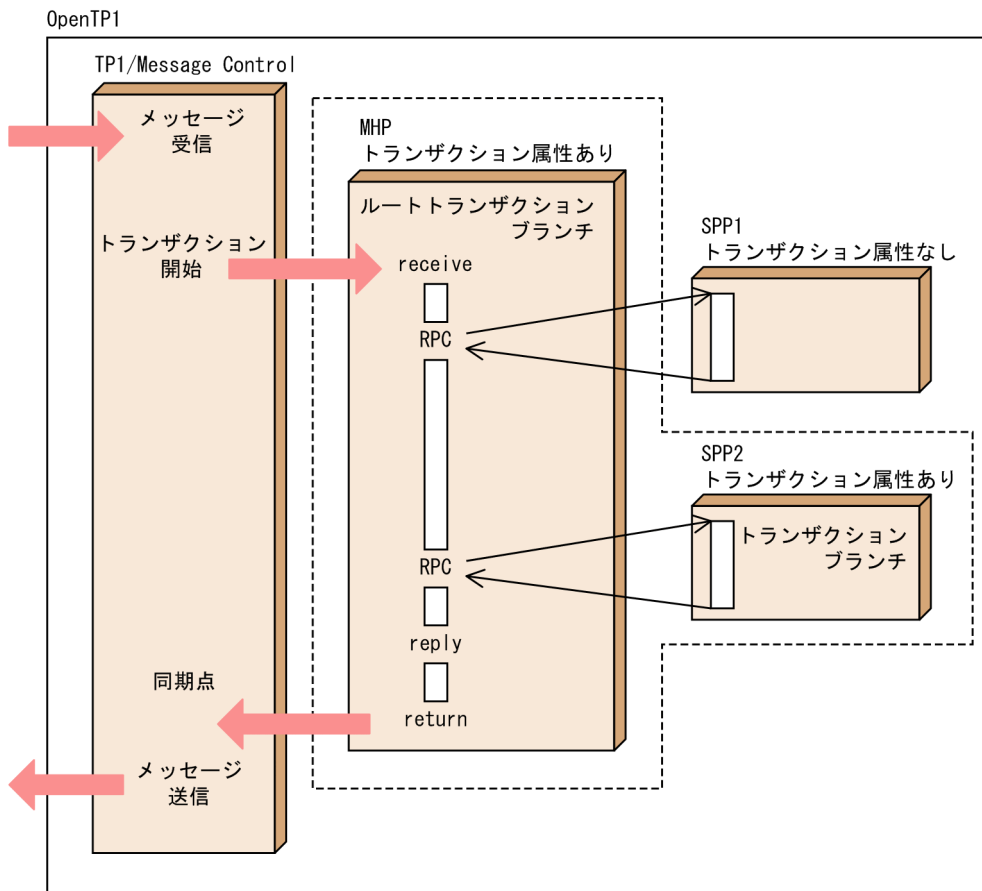 OpenTP1
TP1/Message Control
メッセージ
受信
トランザクション
開始
同期点
メッセージ
送信
MHP
トランザクション属性あり
ルートトランザクション
ブランチ
receive
RPC
RPC
reply
return
SPP1
トランザクション属性なし
SPP2
トランザクション属性あり
トランザクション
ブランチ